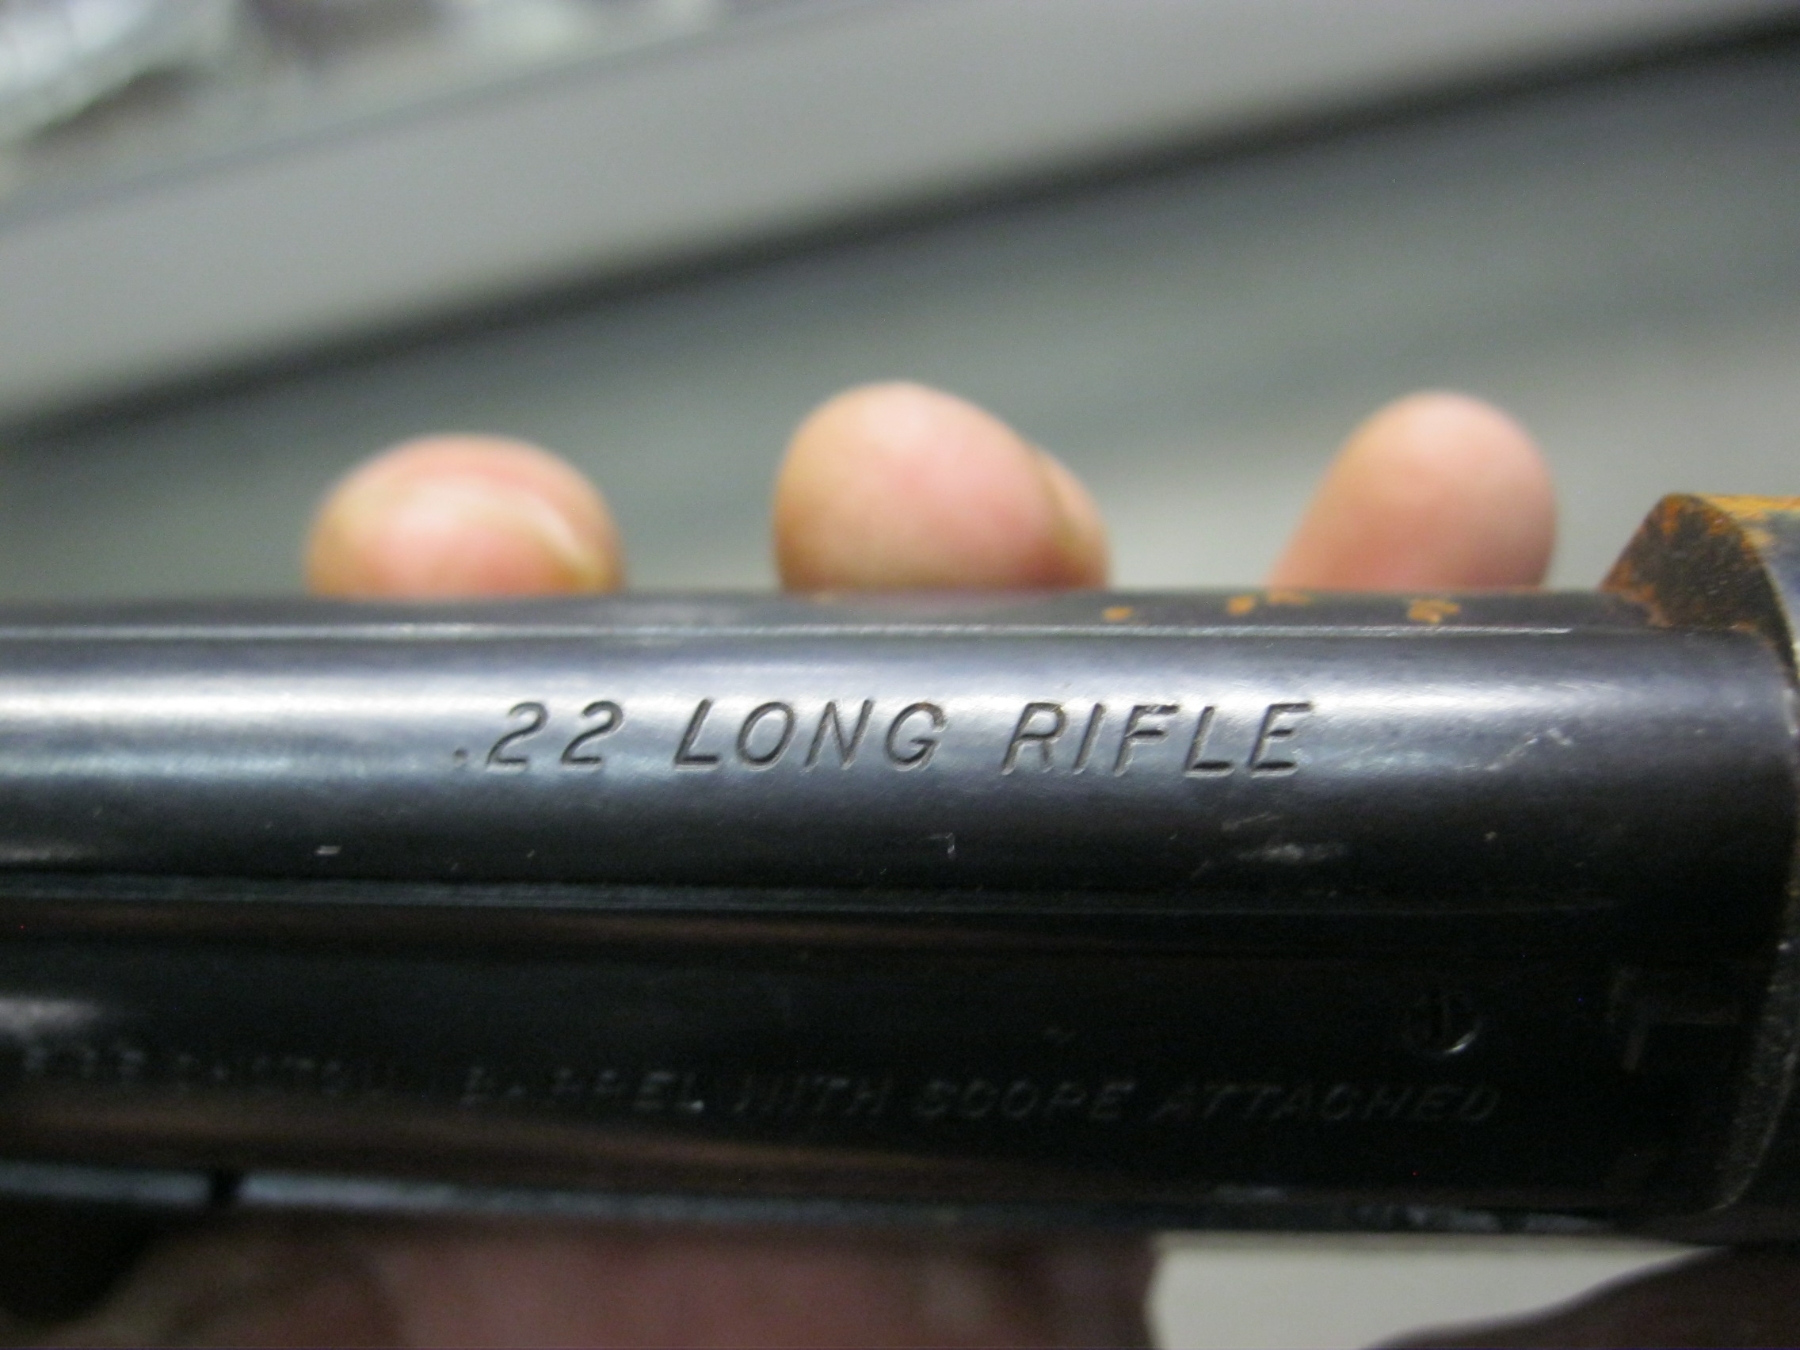 .22 LONG RIFLE
BARREL WITH SCOPE ATTACHED